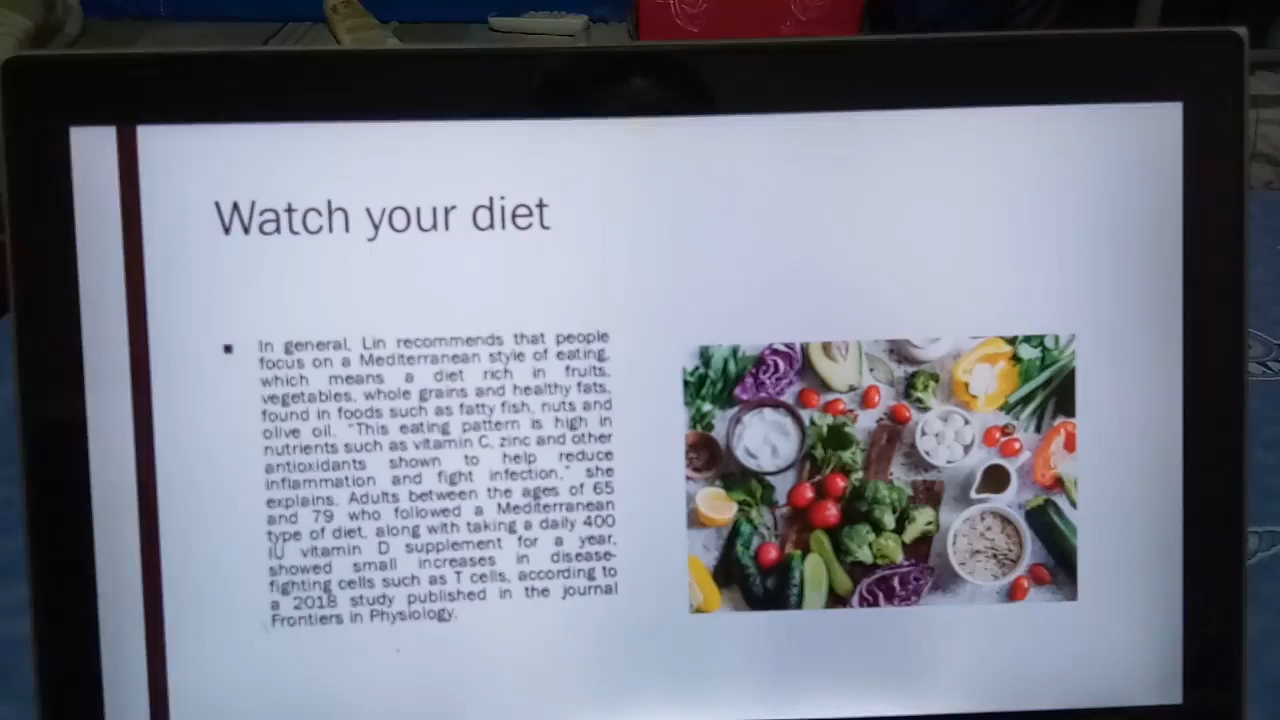 Watch your diet
▪ In general, Lin recommends that people
focus on a Mediterranean style of eating,
which means a diet rich in fruits,
vegetables, whole grains and healthy fats,
found in foods such as fatty fish, nuts and
olive oil. "This eating pattern is high in
nutrients such as vitamin C, zinc and other
antioxidants shown to help reduce
inflammation and fight infection," she
explains. Adults between the ages of 65
and 79 who followed a Mediterranean
type of diet, along with taking a daily 400
IU vitamin D supplement for a year,
showed small increases in disease-
fighting cells such as T cells, according to
a 2018 study published in the journal
Frontiers in Physiology.